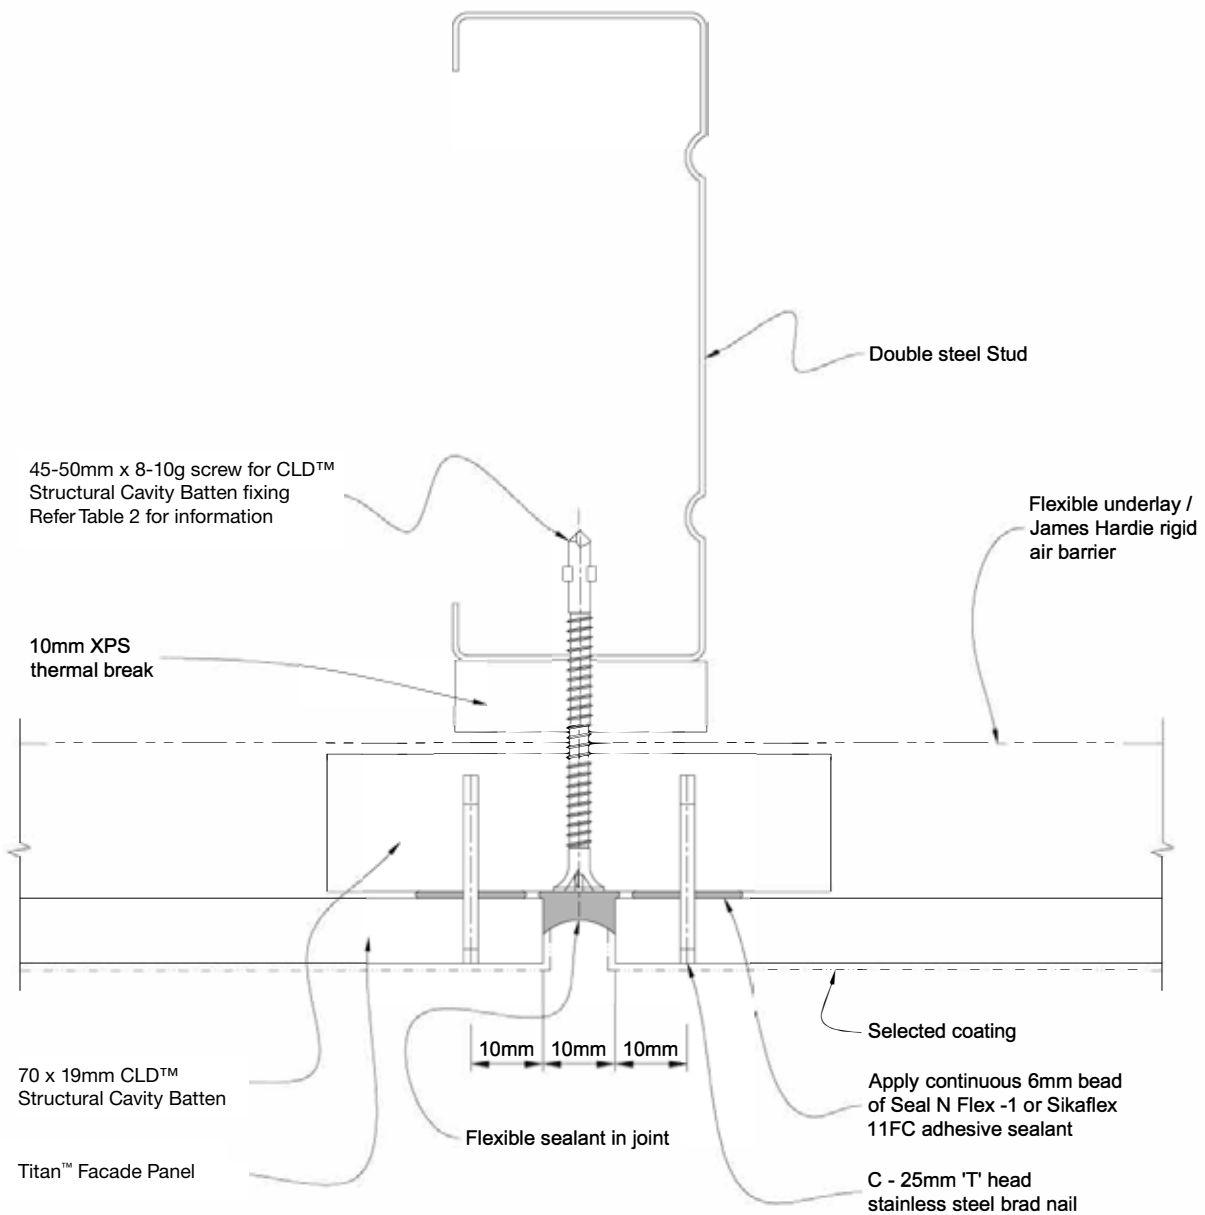 Double steel Stud
45-50mm x 8-10g screw for CLD™
Structural Cavity Batten fixing
Refer Table 2 for information
Flexible underlay /
James Hardie rigid
air barrier
10mm XPS
thermal break
10mm 10mm 10mm
Selected coating
70 x 19mm CLD™
Structural Cavity Batten
Apply continuous 6mm bead
of Seal N Flex -1 or Sikaflex
11FC adhesive sealant
Flexible sealant in joint
Titan™ Facade Panel
C - 25mm 'T' head
stainless steel brad nail